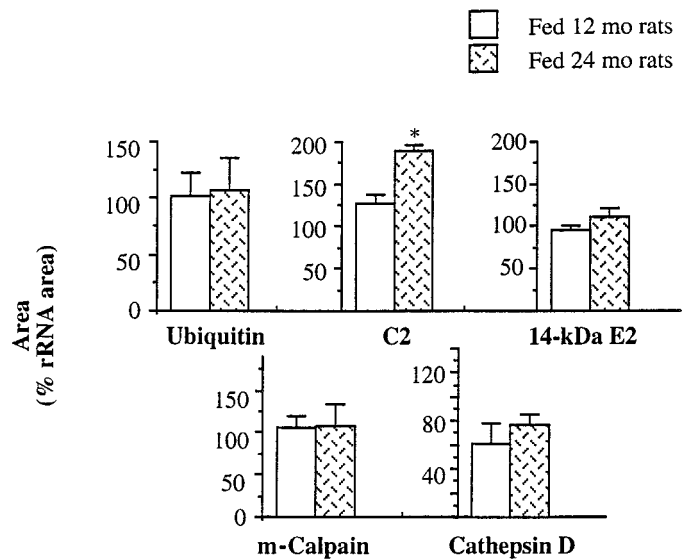 Fed 12 mo rats
Fed 24 mo rats
Area
(% rRNA area)
150
100
50
0
Ubiquitin
200
150
100
50
*
C2
200
150
100
50
14-kDa E2
150
100
50
0
m-Calpain
120
80
40
Cathepsin D